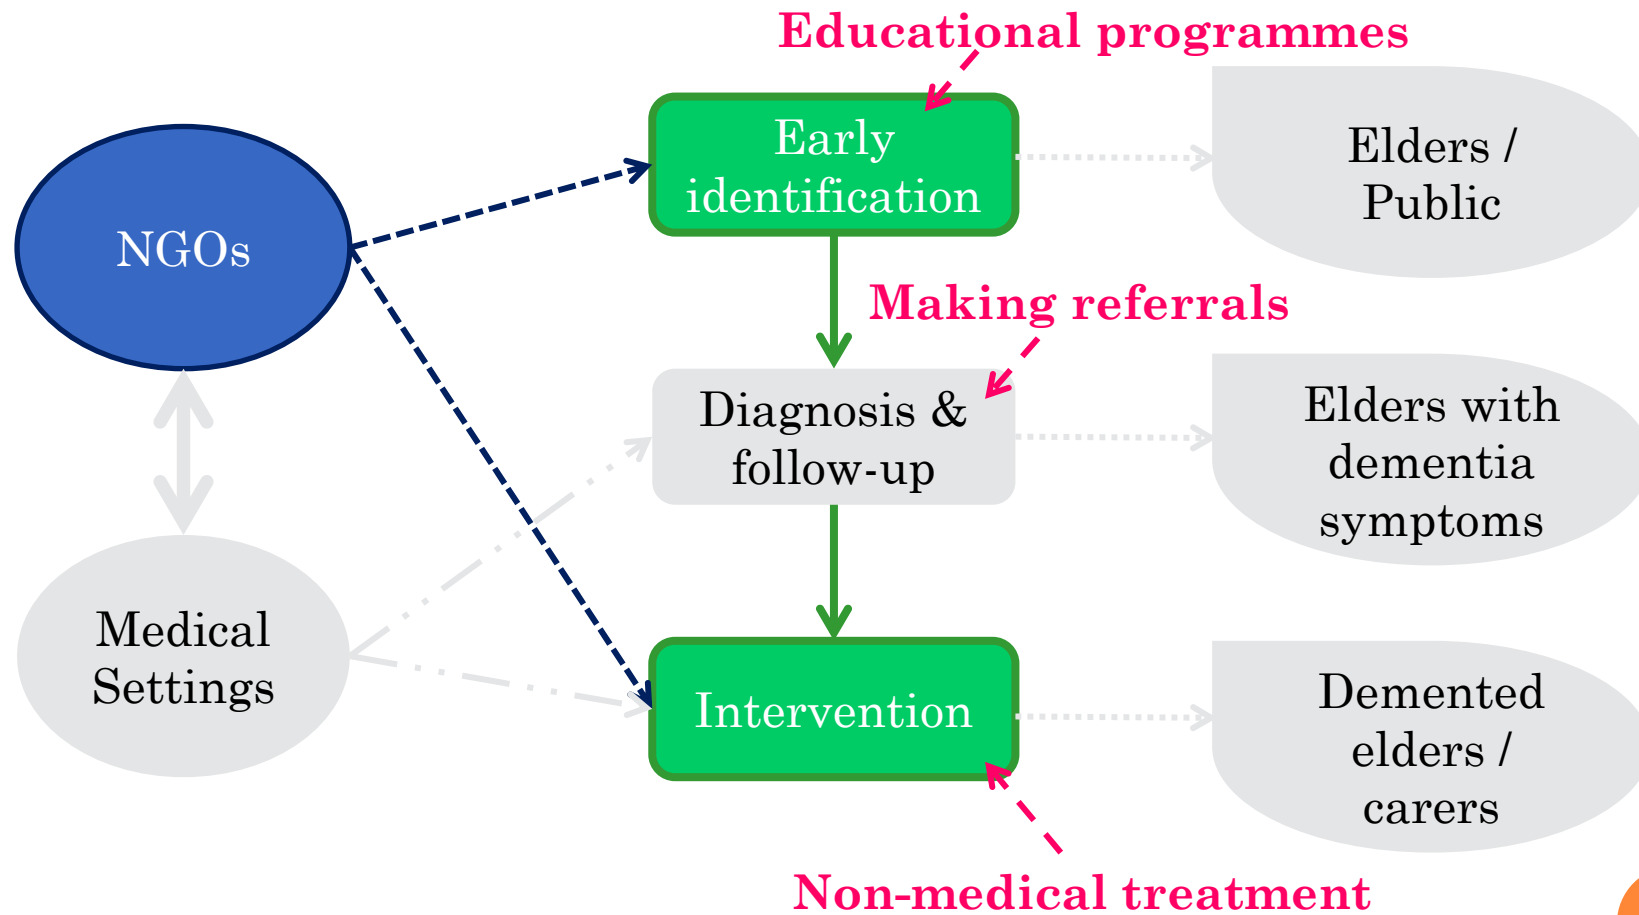 Educational programmes
Early
identification
Elders /
Public
NGOs
Making referrals
Diagnosis &
follow-up
Elders with
dementia
symptoms
Medical
Settings
Intervention
Demented
elders /
carers
Non-medical treatment